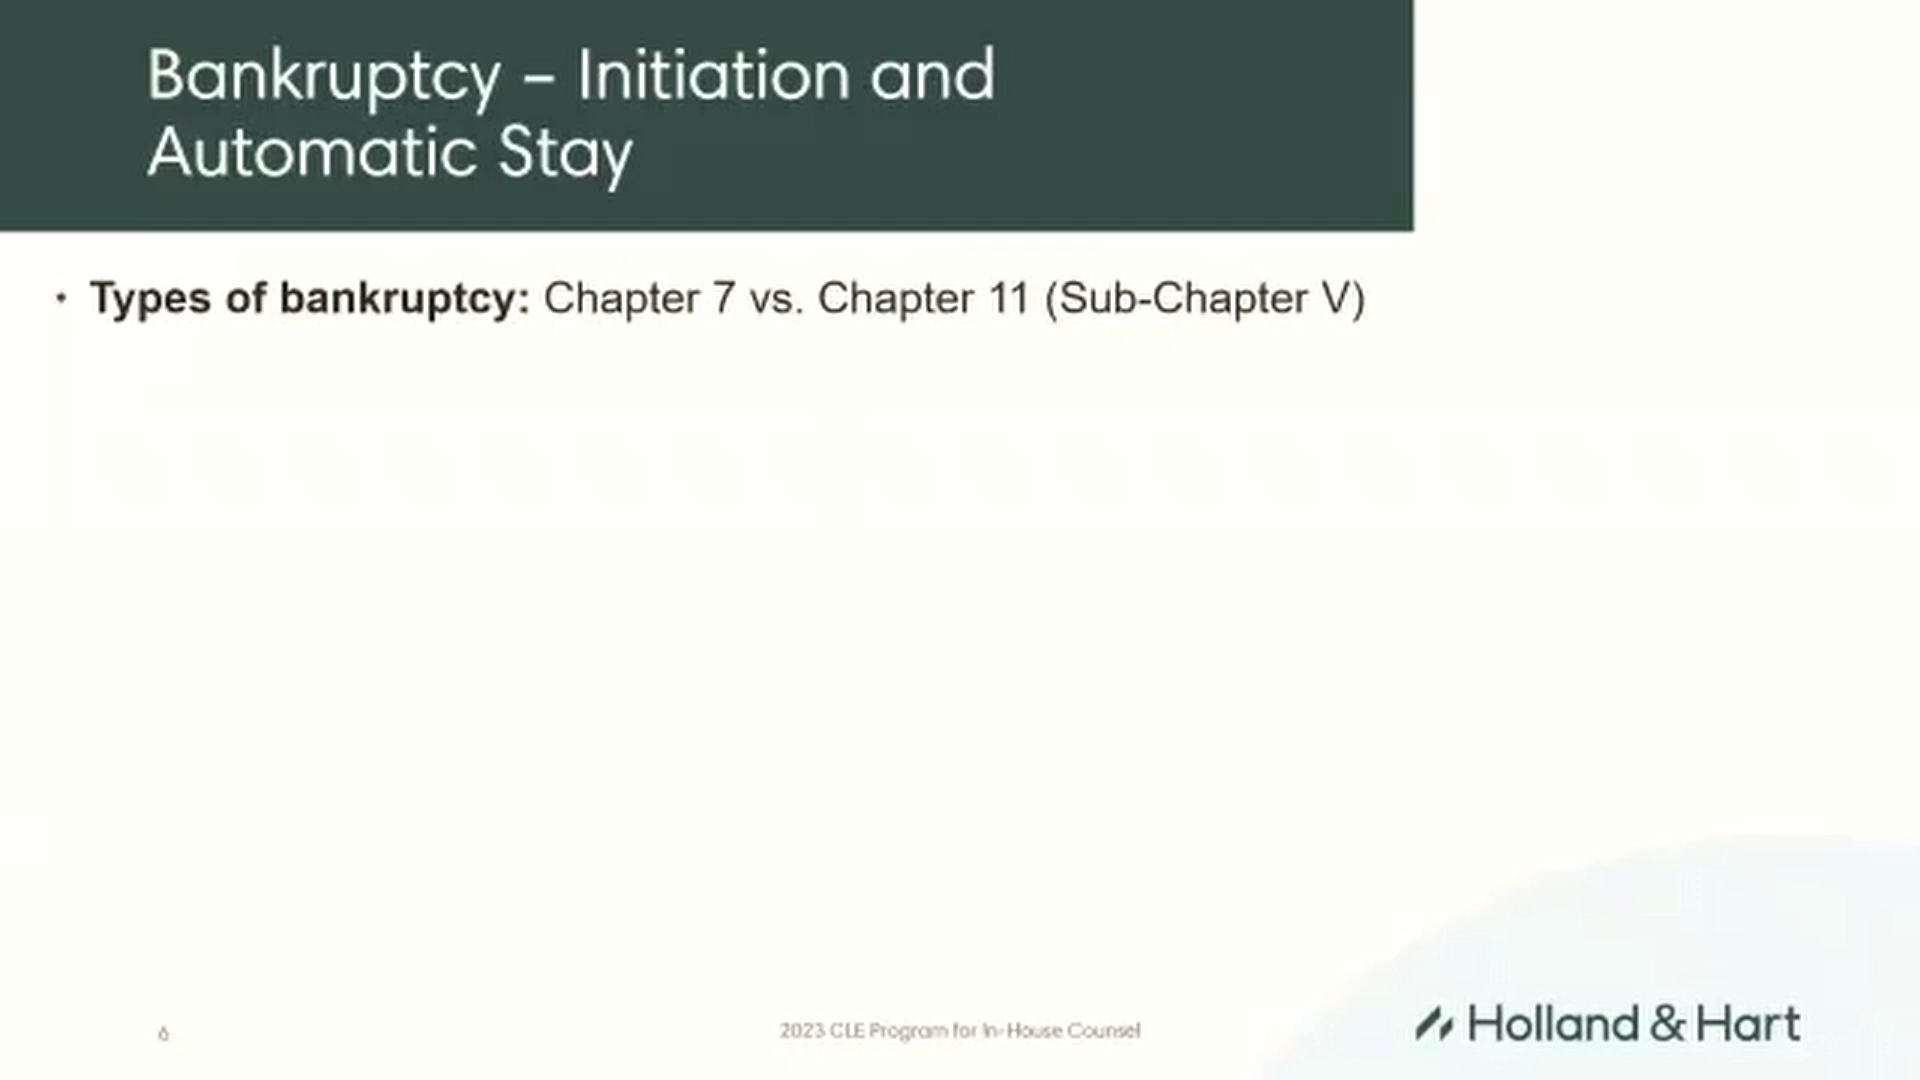 Bankruptcy – Initiation and
Automatic Stay
• Types of bankruptcy: Chapter 7 vs. Chapter 11 (Sub-Chapter V)
6
2023 CLE Program for In-House Counsel
Holland & Hart